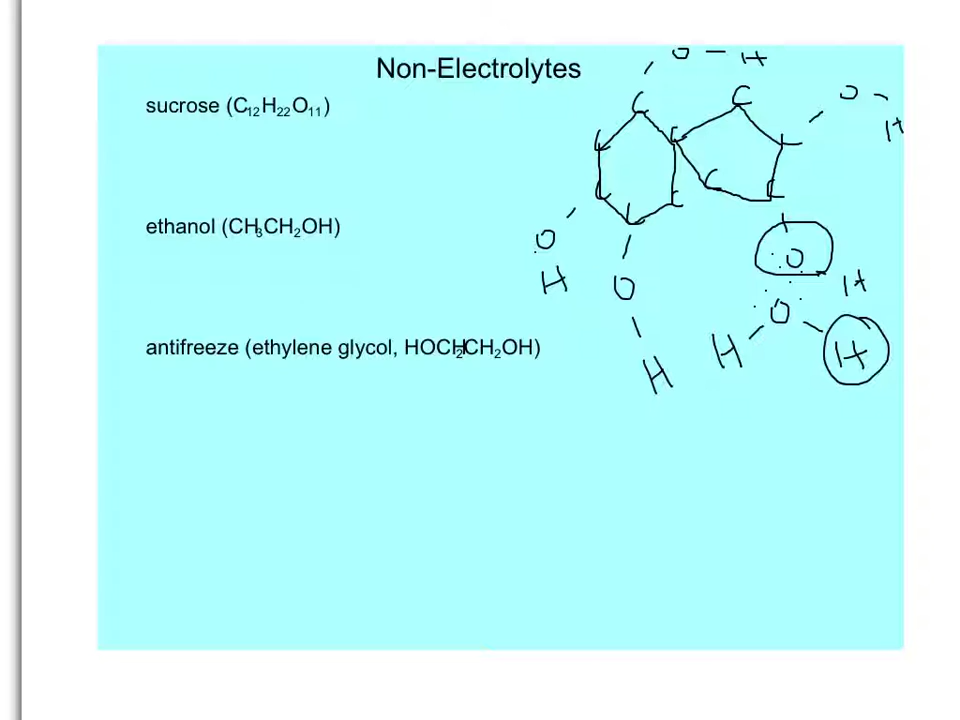 Non-Electrolytes
sucrose (C12H22O11)
ethanol (CH3CH2OH)
antifreeze (ethylene glycol, HOCH2CH2OH)
O — H
C
C
O
H
C
C
C
C
C
C
C
C
O
H
O
O
H
H
O
H
H
H